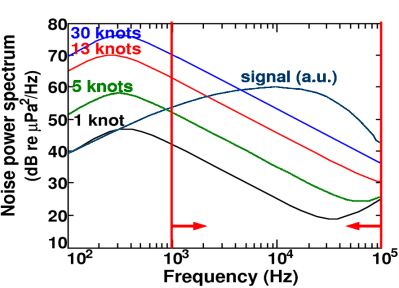 80
70
60
50
40
30
20
10
Noise power spectrum
(dB re µPa²/Hz)
30 knots
13 knots
5 knots
1 knot
signal (a.u.)
10²
10³
10⁴
10⁵
Frequency (Hz)